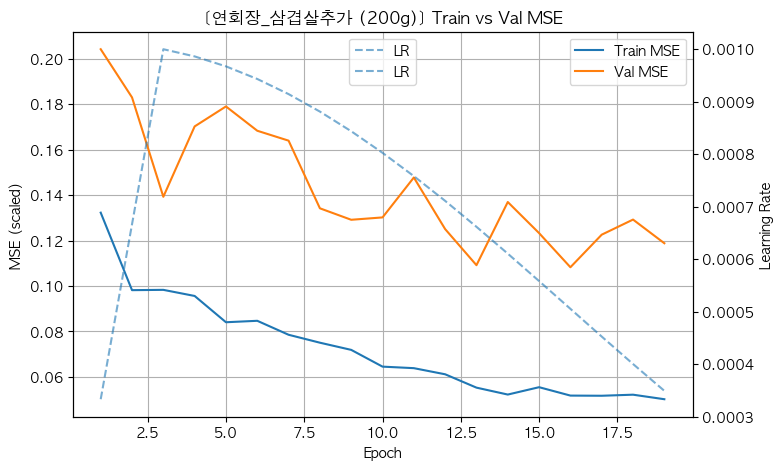 [연회장_삼겹살추가 (200g)] Train vs Val MSE
LR
LR
Train MSE
Val MSE
0.20
0.18
0.16
0.14
0.12
0.10
0.08
0.06
MSE (scaled)
0.0010
0.0009
0.0008
0.0007
0.0006
0.0005
0.0004
0.0003
Learning Rate
2.5
5.0
7.5
10.0
12.5
15.0
17.5
Epoch